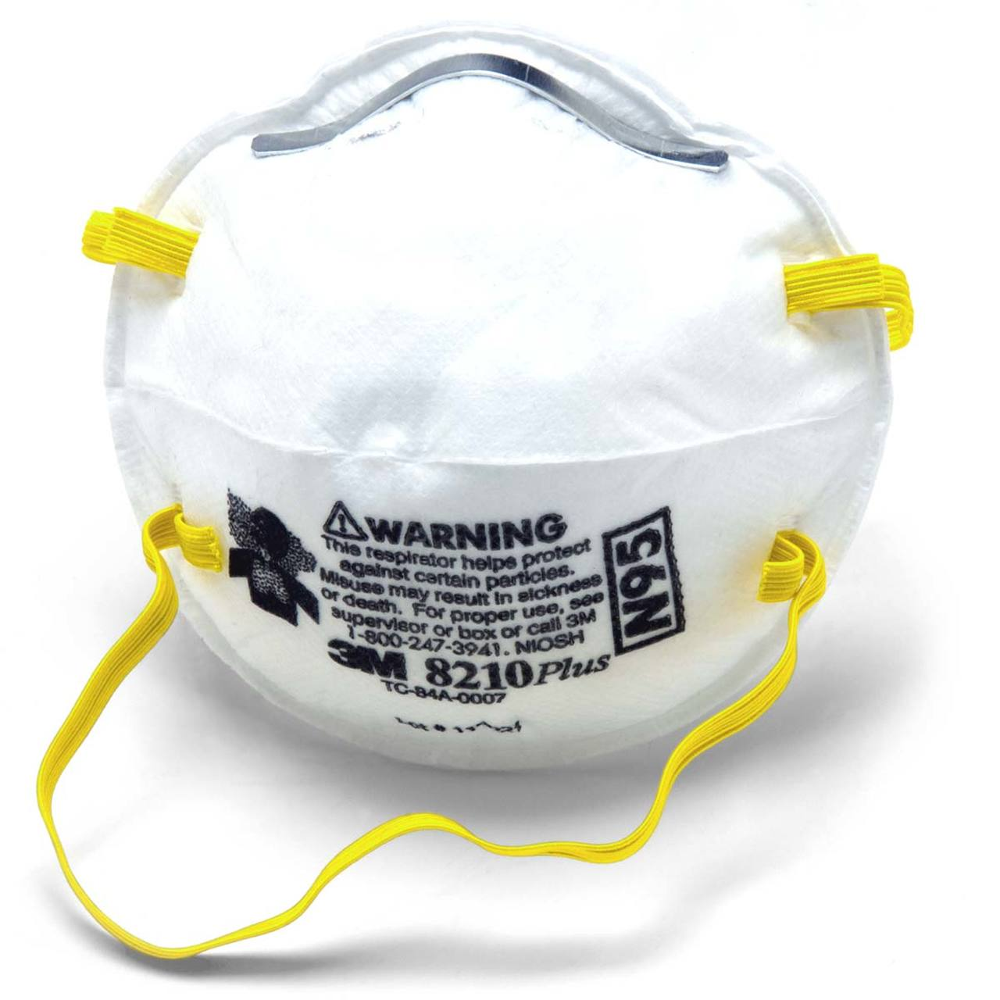 WARNING
This respirator helps protect
against certain particles.
Misuse may result in sickness
or death. For proper use, see
supervisor or box or call 3M
1-800-247-3941. NIOSH
3M 8210Plus
TC-84A-0007
Lot #
N95